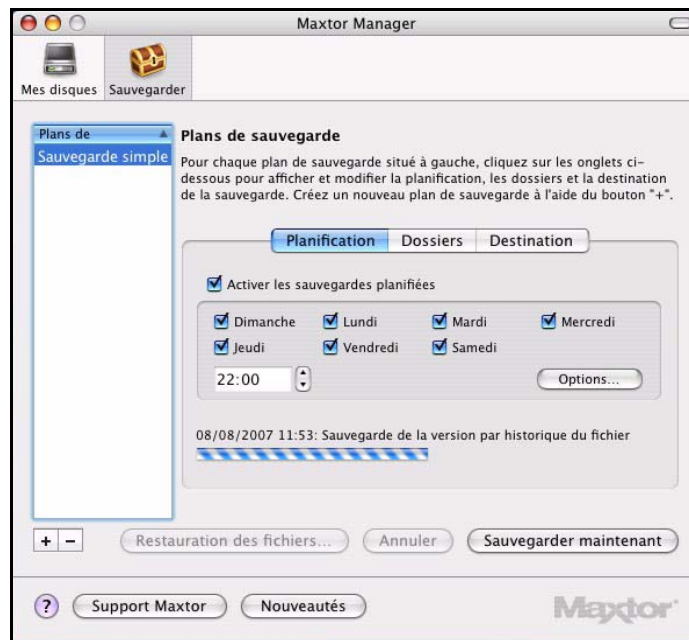 Maxtor Manager
Mes disques
Sauvegarder
Plans de
Sauvegarde simple
Plans de sauvegarde
Pour chaque plan de sauvegarde situé à gauche, cliquez sur les onglets ci-
dessous pour afficher et modifier la planification, les dossiers et la destination
de la sauvegarde. Créez un nouveau plan de sauvegarde à l'aide du bouton "+".
Planification Dossiers Destination
Activer les sauvegardes planifiées
Dimanche Lundi Mardi Mercredi
Jeudi Vendredi Samedi
22:00 Options...
08/08/2007 11:53: Sauvegarde de la version par historique du fichier
+ − Restauration des fichiers... Annuler Sauvegarder maintenant
? Support Maxtor Nouveautés Maxtor